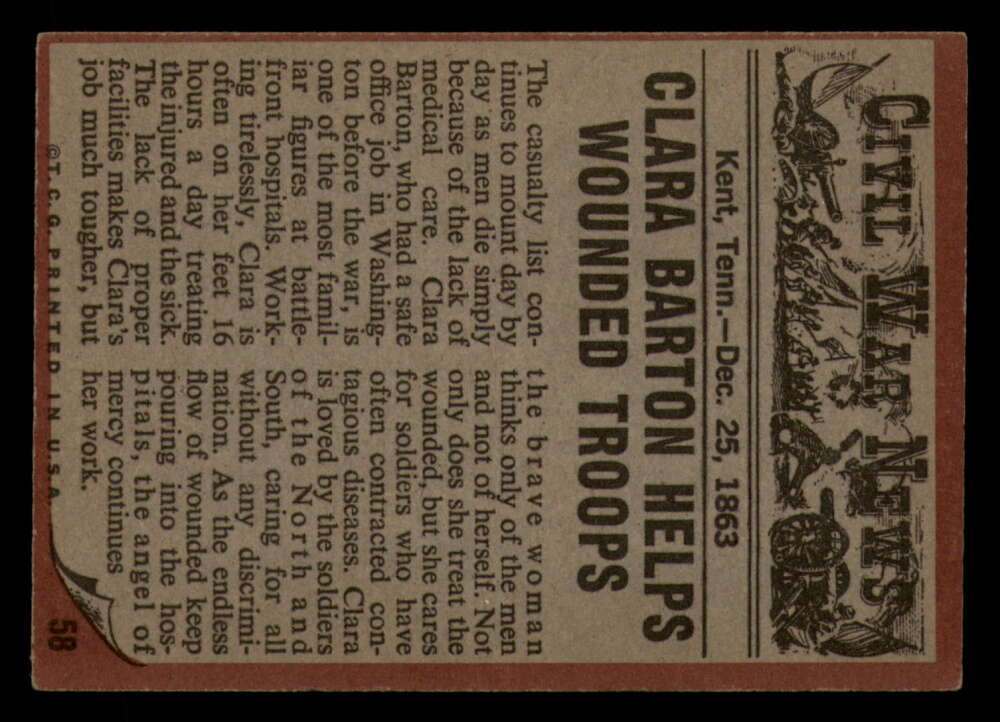 CIVIL WAR NEWS
Kent, Tenn.—Dec. 25, 1863
CLARA BARTON HELPS
WOUNDED TROOPS
The casualty list con-
tinues to mount day by
day as men die simply
because of the lack of
medical care. Clara
Barton, who had a safe
office job in Washing-
ton before the war, is
one of the most famil-
iar figures at battle-
front hospitals. Work-
ing tirelessly, Clara is
often on her feet 16
hours a day treating
the injured and the sick.
The lack of proper
facilities makes Clara's
job much tougher, but
the brave woman
thinks only of the men
and not of herself. Not
only does she treat the
wounded, but she cares
for soldiers who have
often contracted con-
tagious diseases. Clara
is loved by the soldiers
of the North and
South, caring for all
without any discrimi-
nation. As the endless
flow of wounded keep
pouring into the hos-
pitals, the angel of
mercy continues
her work.
©T.C.G. PRINTED IN U.S.A.
58